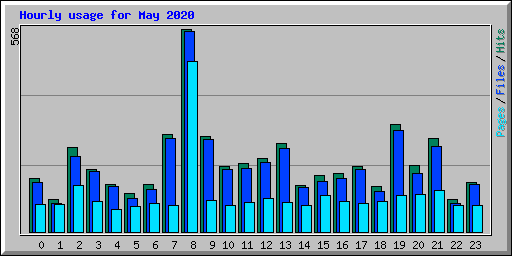 Hourly usage for May 2020
568
Pages/Files/Hits
0 1 2 3 4 5 6 7 8 9 10 11 12 13 14 15 16 17 18 19 20 21 22 23